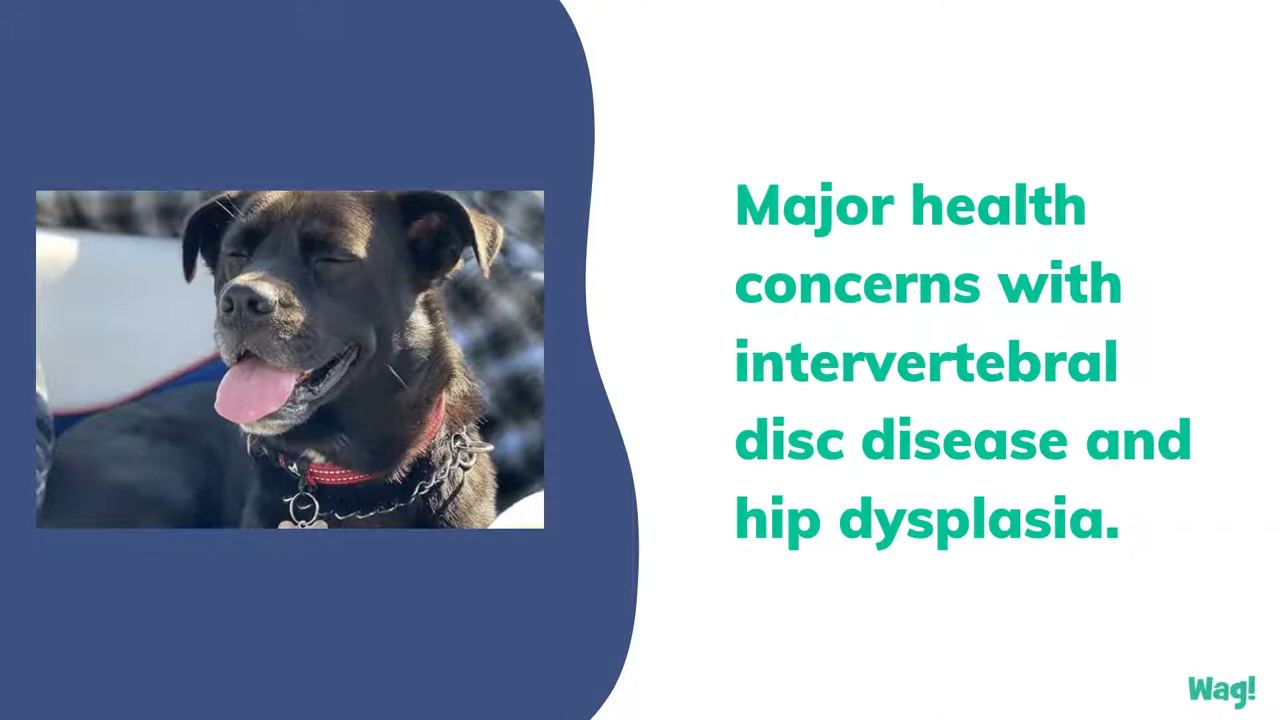 Major health
concerns with
intervertebral
disc disease and
hip dysplasia.
Wag!